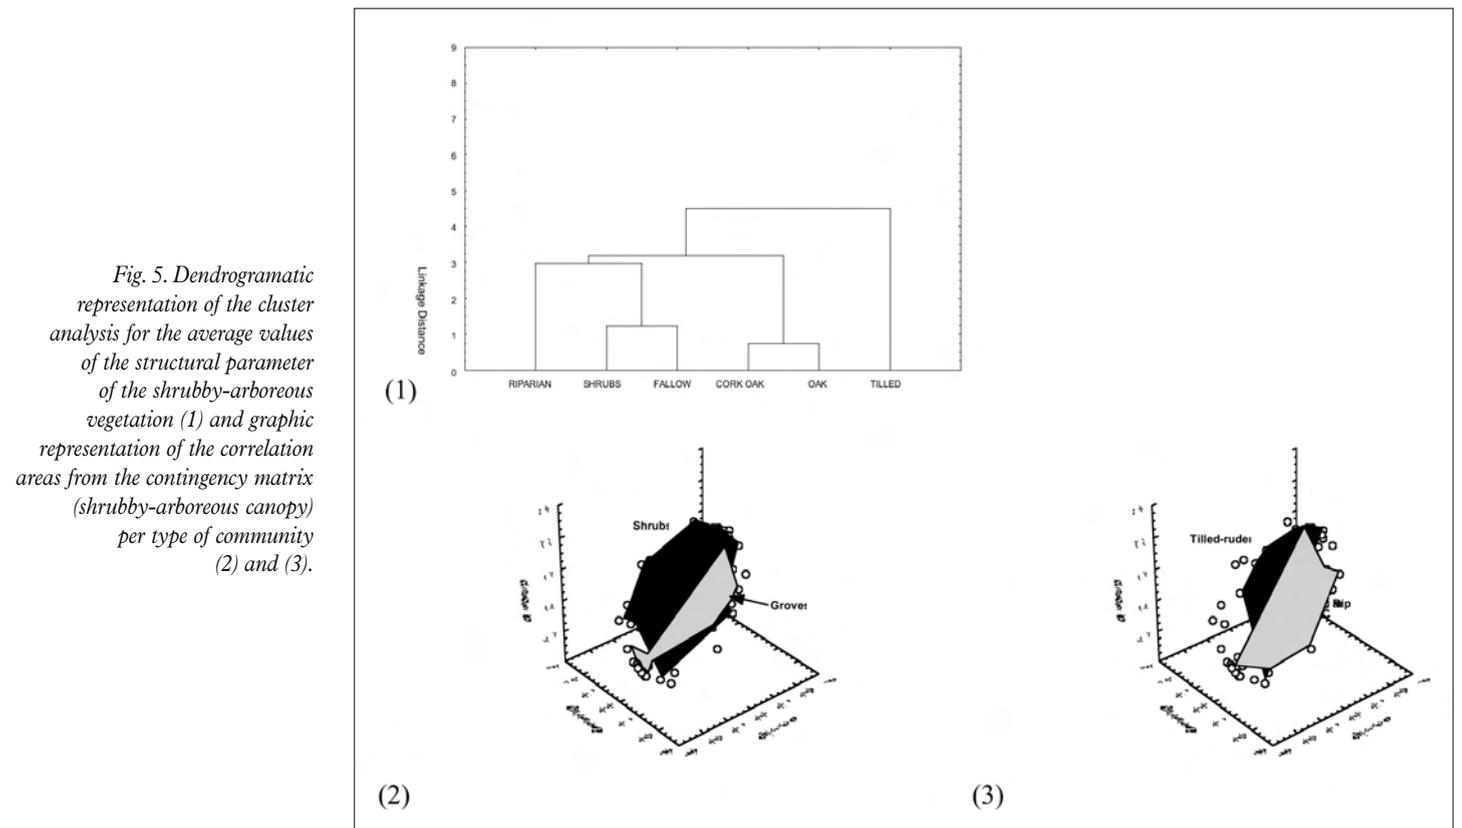 Fig. 5. Dendrogramatic
representation of the cluster
analysis for the average values
of the structural parameter
of the shrubby-arboreous
vegetation (1) and graphic
representation of the correlation
areas from the contingency matrix
(shrubby-arboreous canopy)
per type of community
(2) and (3).
9
8
7
6
5
4
3
2
1
0
Linkage Distance
RIPARIAN SHRUBS FALLOW CORK OAK OAK TILLED
(1)
Shrubs
Groves
(2)
Tilled-ruder
Rip
(3)